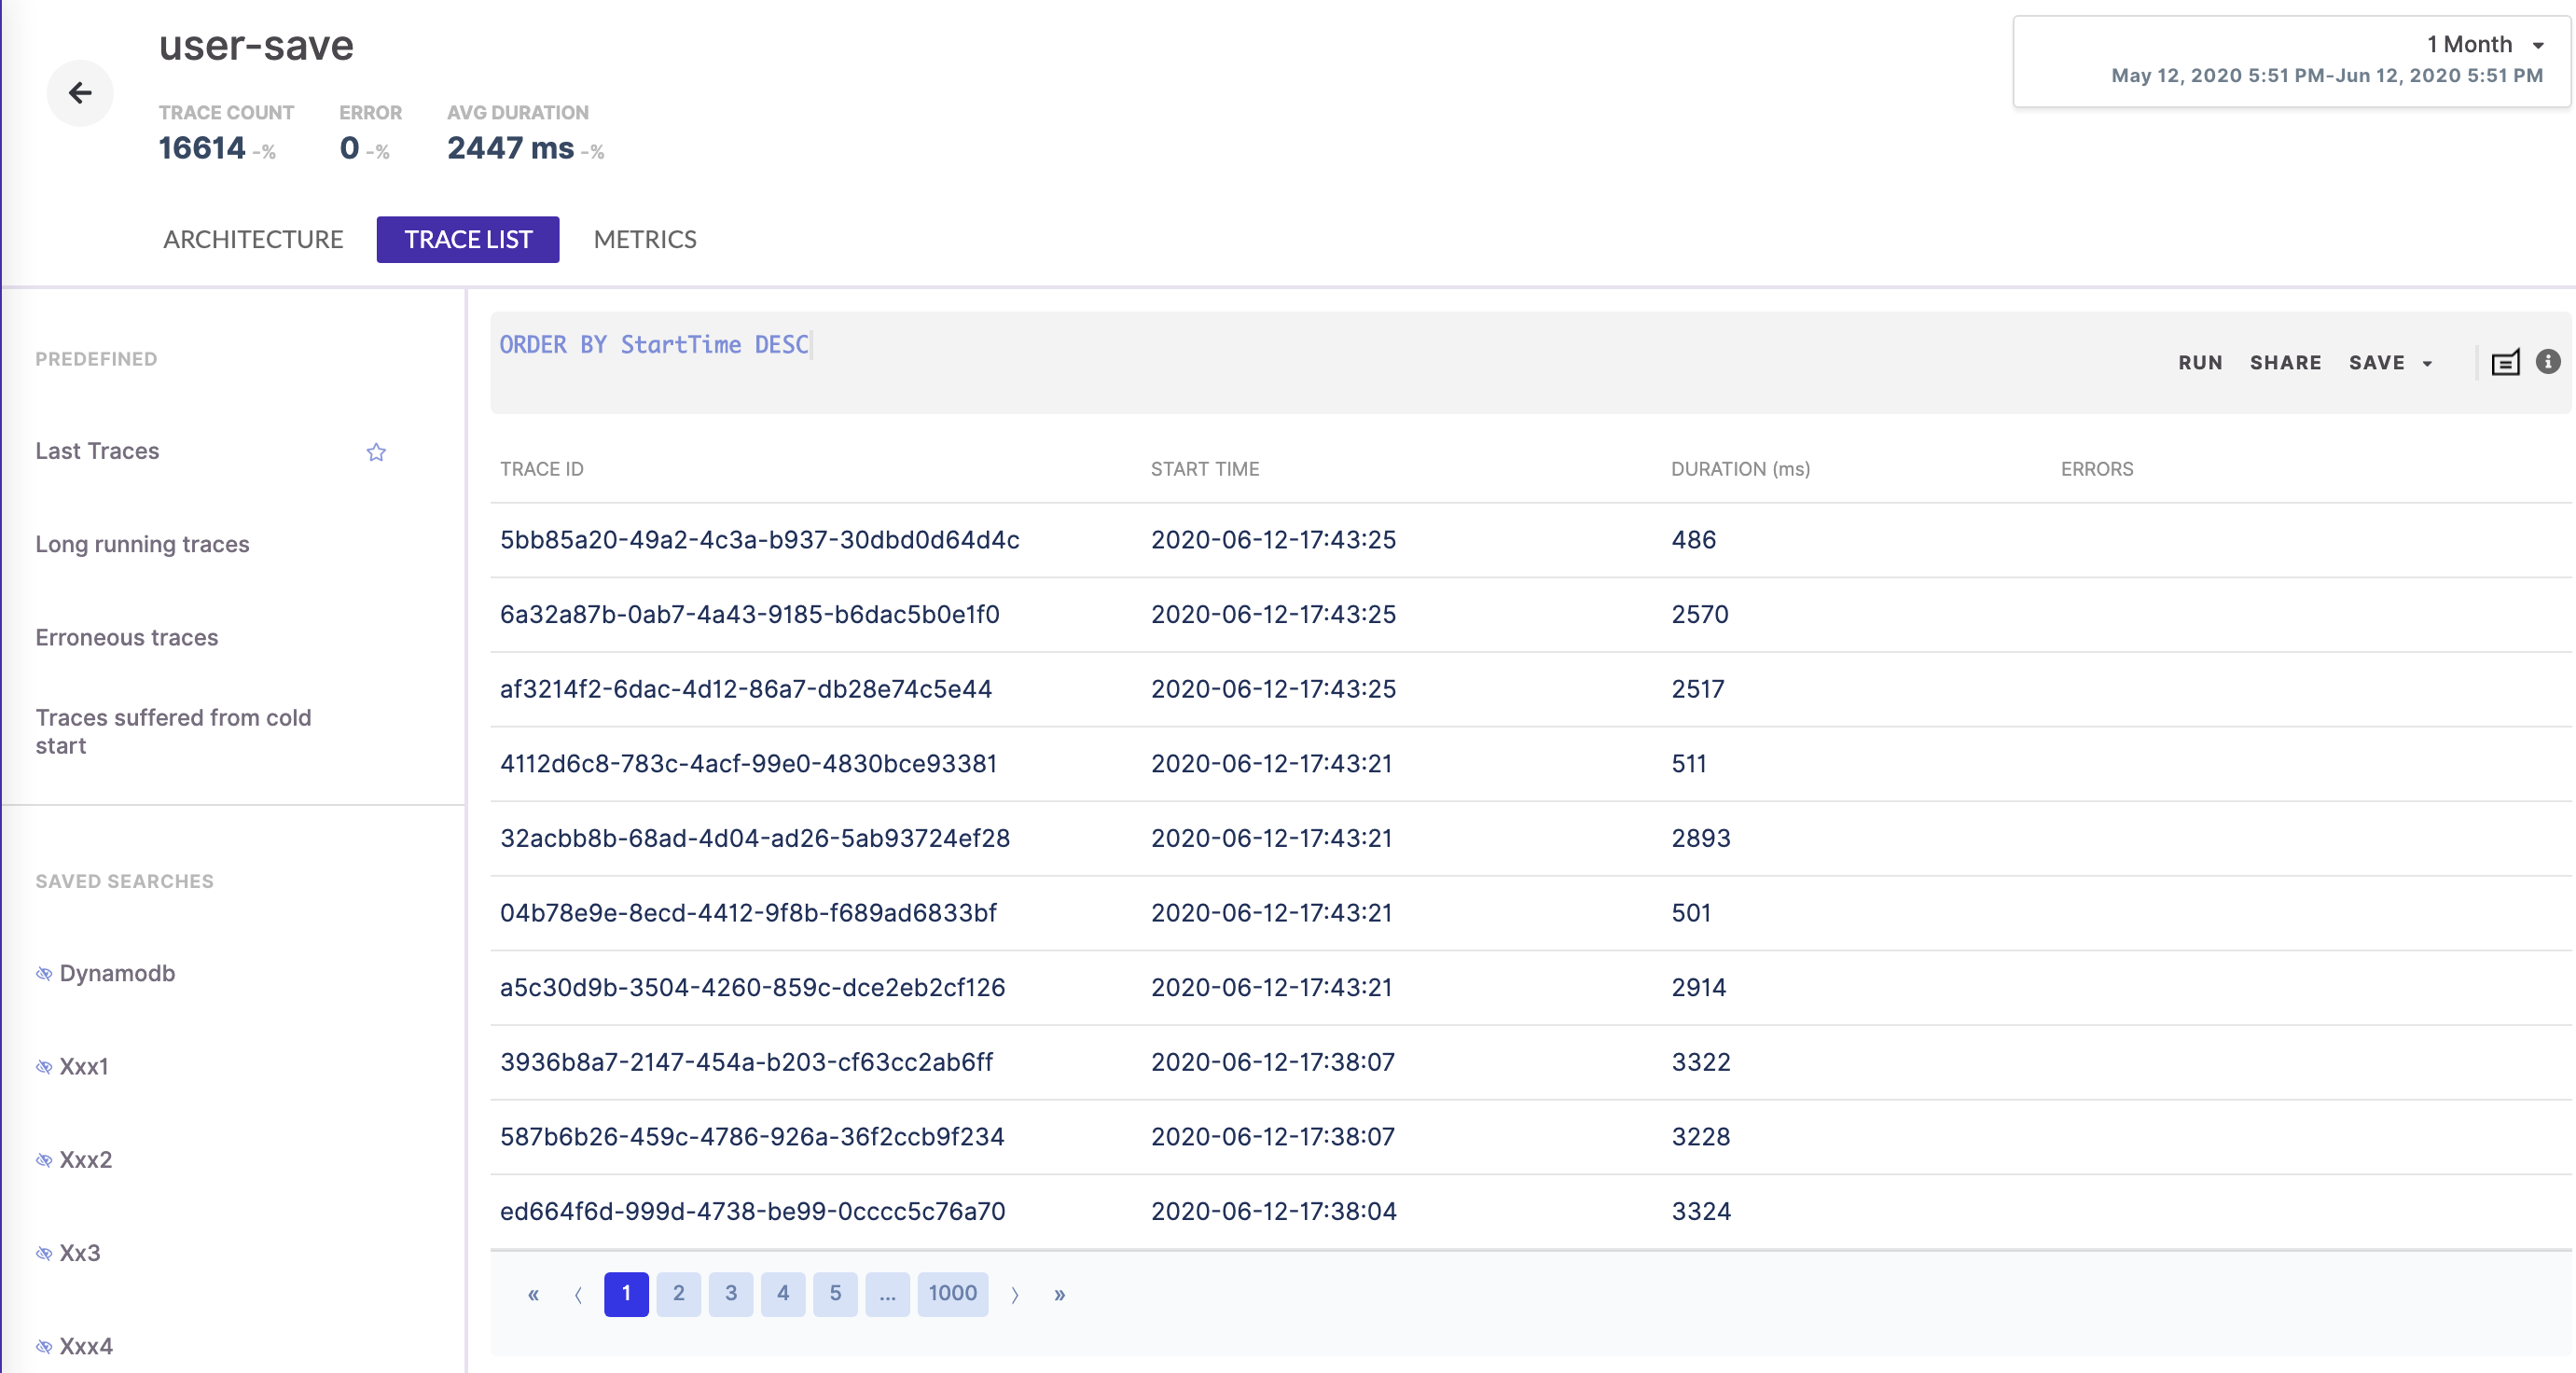 user-save
1 Month
May 12, 2020 5:51 PM-Jun 12, 2020 5:51 PM
TRACE COUNT ERROR AVG DURATION
16614 -% 0 -% 2447 ms -%
ARCHITECTURE TRACE LIST METRICS
PREDEFINED
Last Traces
Long running traces
Erroneous traces
Traces suffered from cold
start
SAVED SEARCHES
Dynamodb
Xxx1
Xxx2
Xx3
Xxx4
ORDER BY StartTime DESC
RUN SHARE SAVE
TRACE ID START TIME DURATION (ms) ERRORS
5bb85a20-49a2-4c3a-b937-30dbd0d64d4c 2020-06-12-17:43:25 486
6a32a87b-0ab7-4a43-9185-b6dac5b0e1f0 2020-06-12-17:43:25 2570
af3214f2-6dac-4d12-86a7-db28e74c5e44 2020-06-12-17:43:25 2517
4112d6c8-783c-4acf-99e0-4830bce93381 2020-06-12-17:43:21 511
32acbb8b-68ad-4d04-ad26-5ab93724ef28 2020-06-12-17:43:21 2893
04b78e9e-8ecd-4412-9f8b-f689ad6833bf 2020-06-12-17:43:21 501
a5c30d9b-3504-4260-859c-dce2eb2cf126 2020-06-12-17:43:21 2914
3936b8a7-2147-454a-b203-cf63cc2ab6ff 2020-06-12-17:38:07 3322
587b6b26-459c-4786-926a-36f2ccb9f234 2020-06-12-17:38:07 3228
ed664f6d-999d-4738-be99-0cccc5c76a70 2020-06-12-17:38:04 3324
« ‹ 1 2 3 4 5 ... 1000 › »